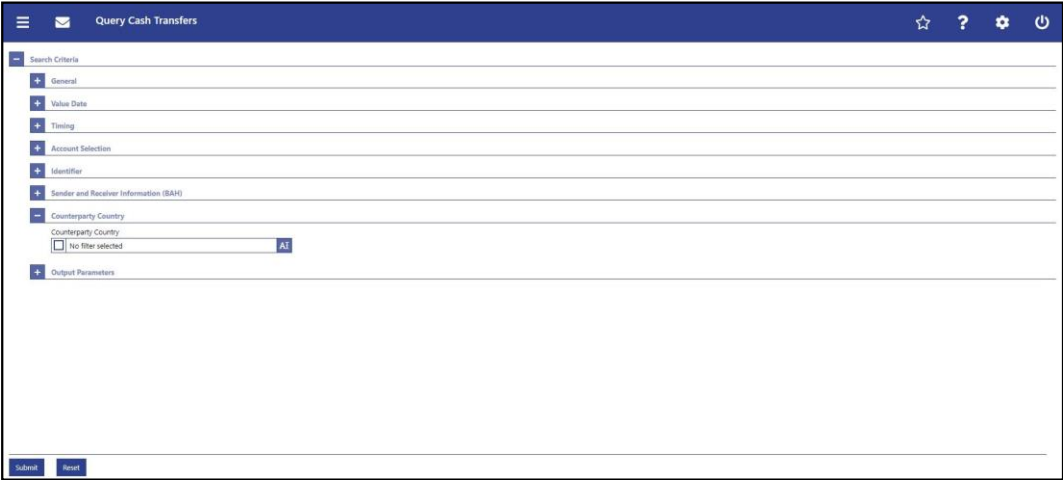 Query Cash Transfers
Search Criteria
General
Value Date
Timing
Account Selection
Identifier
Sender and Receiver Information (BAH)
Counterparty Country
Counterparty Country
No filter selected AI
Output Parameters
Submit Reset